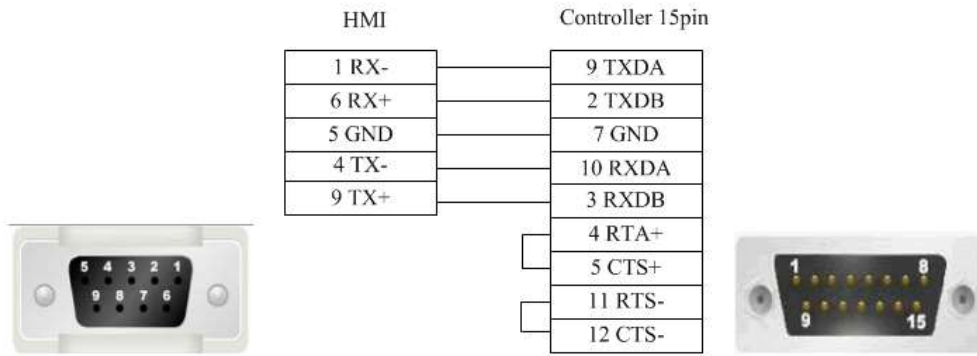 HMI
Controller 15pin
1 RX-
9 TXDA
6 RX+
2 TXDB
5 GND
7 GND
4 TX-
10 RXDA
9 TX+
3 RXDB
4 RTA+
5 CTS+
11 RTS-
12 CTS-
5 4 3 2 1
9 8 7 6
1 8
9 15